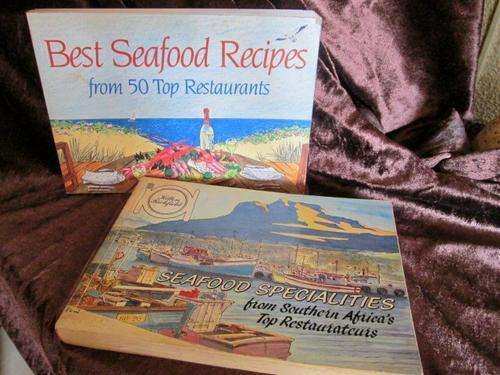 Best Seafood Recipes
from 50 Top Restaurants
SEAFOOD SPECIALITIES
from Southern Africa's
Top Restaurateurs